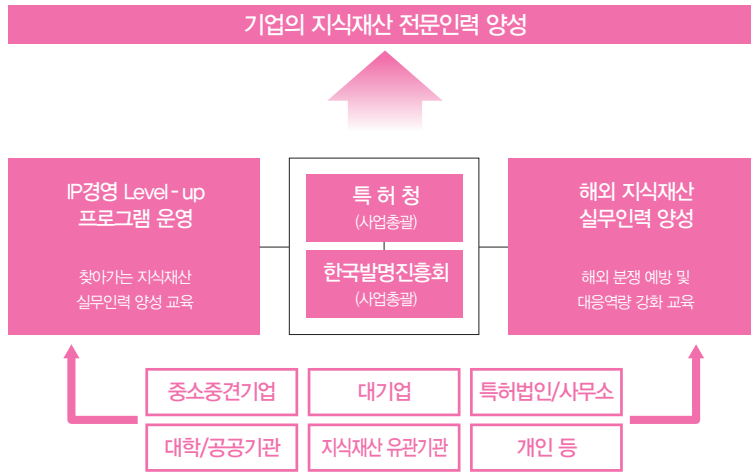 기업의 지식재산 전문인력 양성
IP경영 Level-up
프로그램 운영
찾아가는 지식재산
실무인력 양성 교육
특 허 청
(사업총괄)
한국발명진흥회
(사업총괄)
해외 지식재산
실무인력 양성
해외 분쟁 예방 및
대응역량 강화 교육
중소중견기업
대기업
특허법인/사무소
대학/공공기관
지식재산 유관기관
개인 등